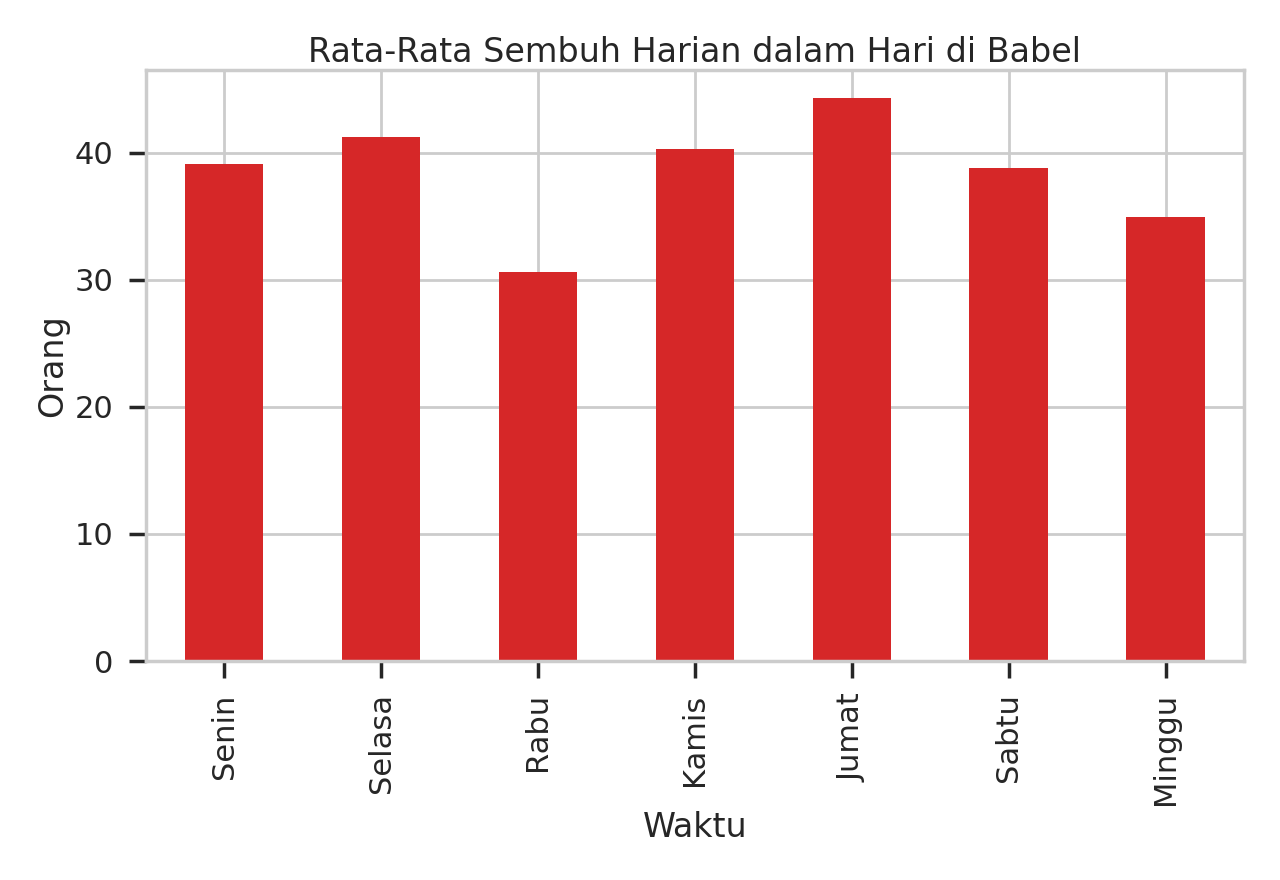 Rata-Rata Sembuh Harian dalam Hari di Babel
Orang
40
30
20
10
0
Senin
Selasa
Rabu
Kamis
Jumat
Sabtu
Minggu
Waktu